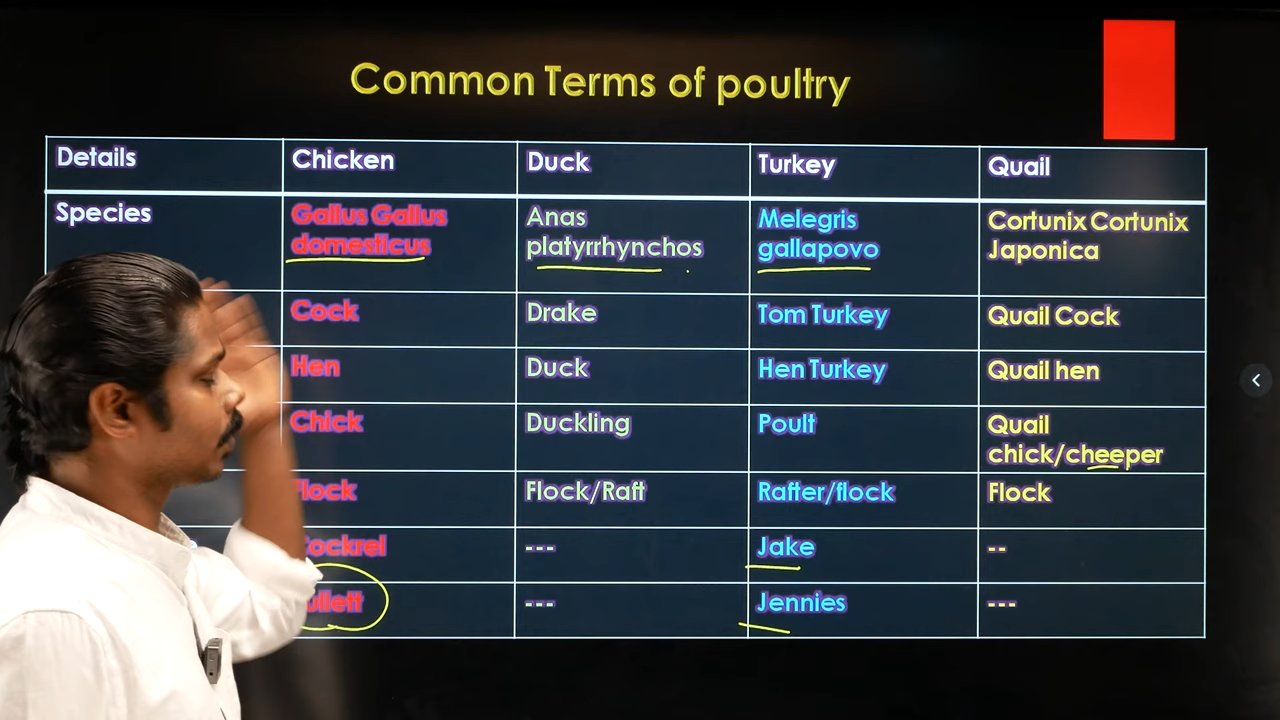 Common Terms of poultry
Details Chicken Duck Turkey Quail
Species Gallus Gallus Anas Melegris Cortunix Cortunix
domesticus platyrrhynchos gallapovo Japonica
Cock Drake Tom Turkey Quail Cock
Hen Duck Hen Turkey Quail hen
Chick Duckling Poult Quail
chick/cheeper
Flock Flock/Raft Rafter/flock Flock
Cockrel --- Jake --
--- Jennies ---